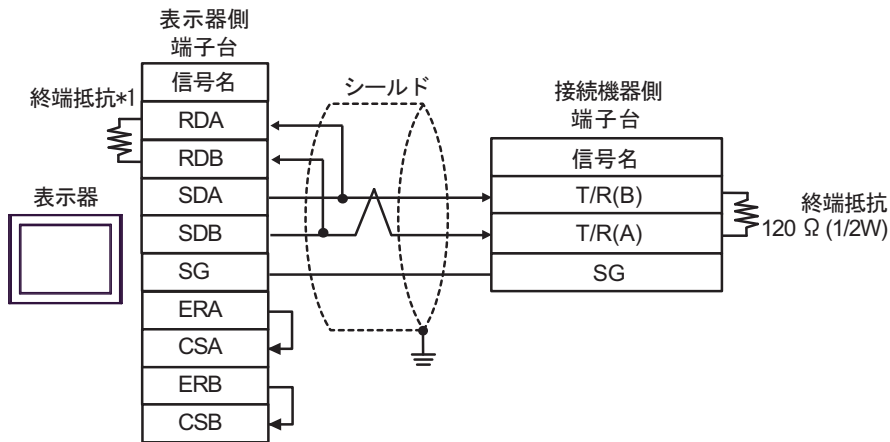 表示器側
端子台
信号名
終端抵抗*1
RDA
RDB
表示器
SDA
SDB
SG
ERA
CSA
ERB
CSB
シールド
接続機器側
端子台
信号名
T/R(B)
T/R(A)
SG
終端抵抗
120 Ω (1/2W)